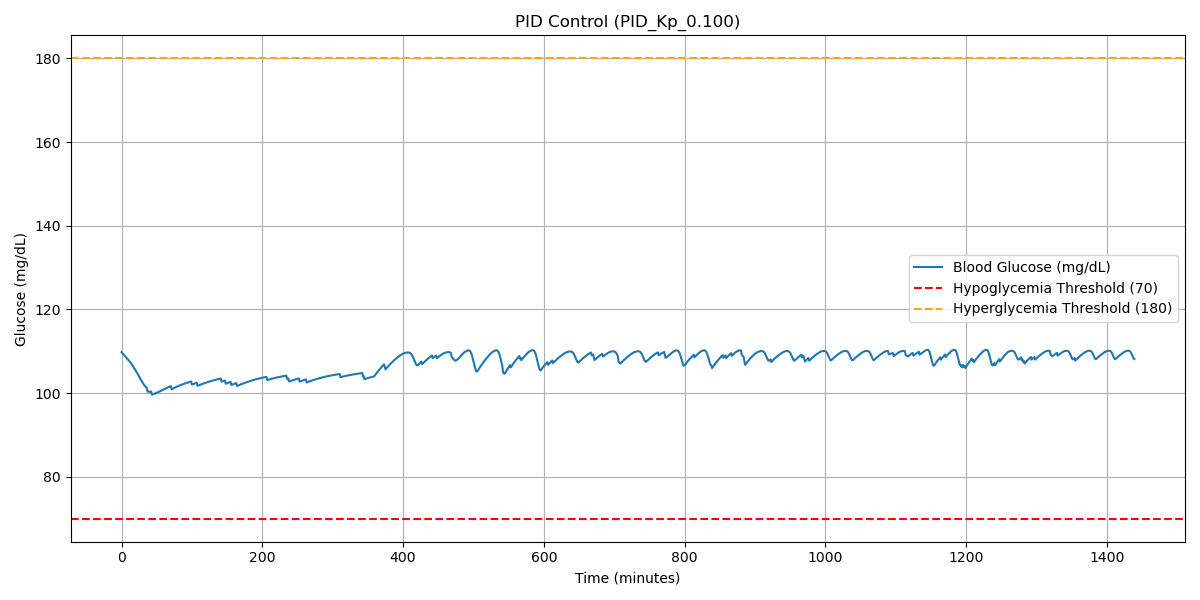 PID Control (PID_Kp_0.100)
Glucose (mg/dL)
180
160
140
120
100
80
Blood Glucose (mg/dL)
Hypoglycemia Threshold (70)
Hyperglycemia Threshold (180)
0 200 400 600 800 1000 1200 1400
Time (minutes)